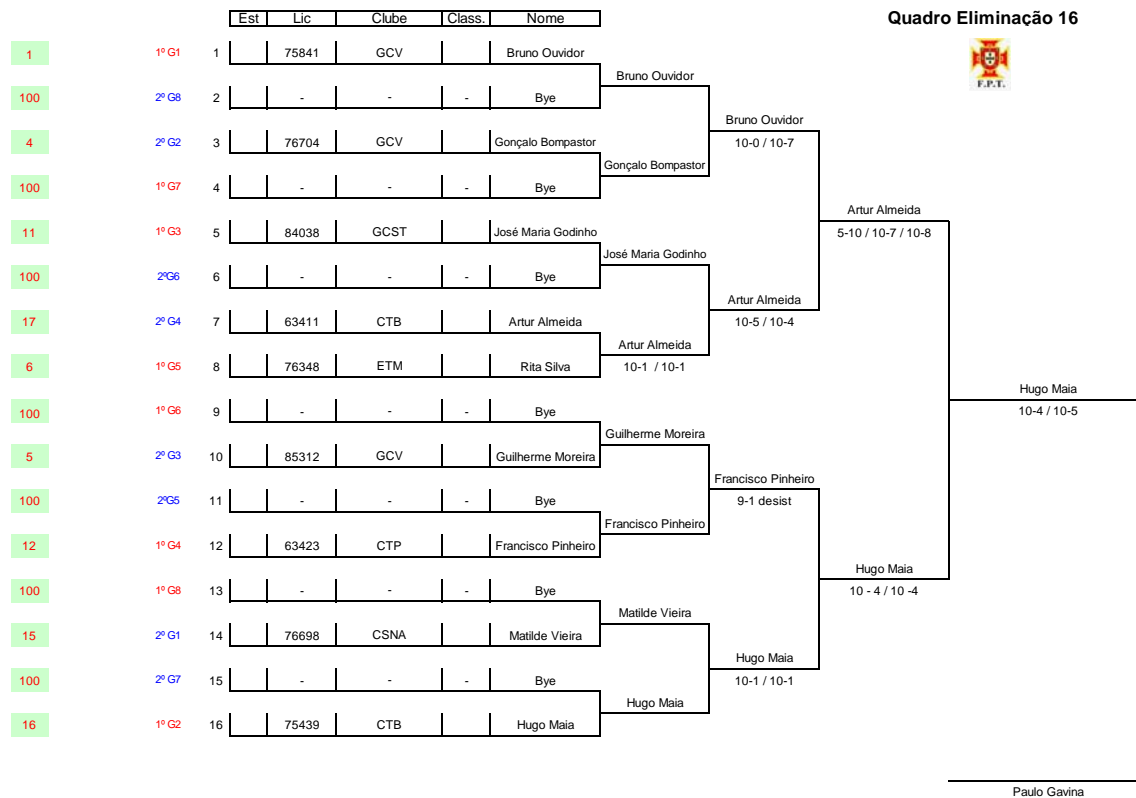 Est Lic Clube Class. Nome
Quadro Eliminação 16
F.P.T.
1 1º G1 1 75841 GCV Bruno Ouvidor
Bruno Ouvidor
100 2º G8 2 - - - Bye
Bruno Ouvidor
10-0 / 10-7
4 2º G2 3 76704 GCV Gonçalo Bompastor
Gonçalo Bompastor
100 1º G7 4 - - - Bye
Artur Almeida
5-10 / 10-7 / 10-8
11 1º G3 5 84038 GCST José Maria Godinho
José Maria Godinho
100 2ºG6 6 - - - Bye
Artur Almeida
10-5 / 10-4
17 2º G4 7 63411 CTB Artur Almeida
Artur Almeida
10-1 / 10-1
6 1º G5 8 76348 ETM Rita Silva
Hugo Maia
10-4 / 10-5
100 1º G6 9 - - - Bye
Guilherme Moreira
5 2º G3 10 85312 GCV Guilherme Moreira
Francisco Pinheiro
9-1 desist
100 2ºG5 11 - - - Bye
Francisco Pinheiro
12 1º G4 12 63423 CTP Francisco Pinheiro
Hugo Maia
10 - 4 / 10 -4
100 1º G8 13 - - - Bye
Matilde Vieira
15 2º G1 14 76698 CSNA Matilde Vieira
Hugo Maia
10-1 / 10-1
100 2º G7 15 - - - Bye
Hugo Maia
16 1º G2 16 75439 CTB Hugo Maia
Paulo Gavina